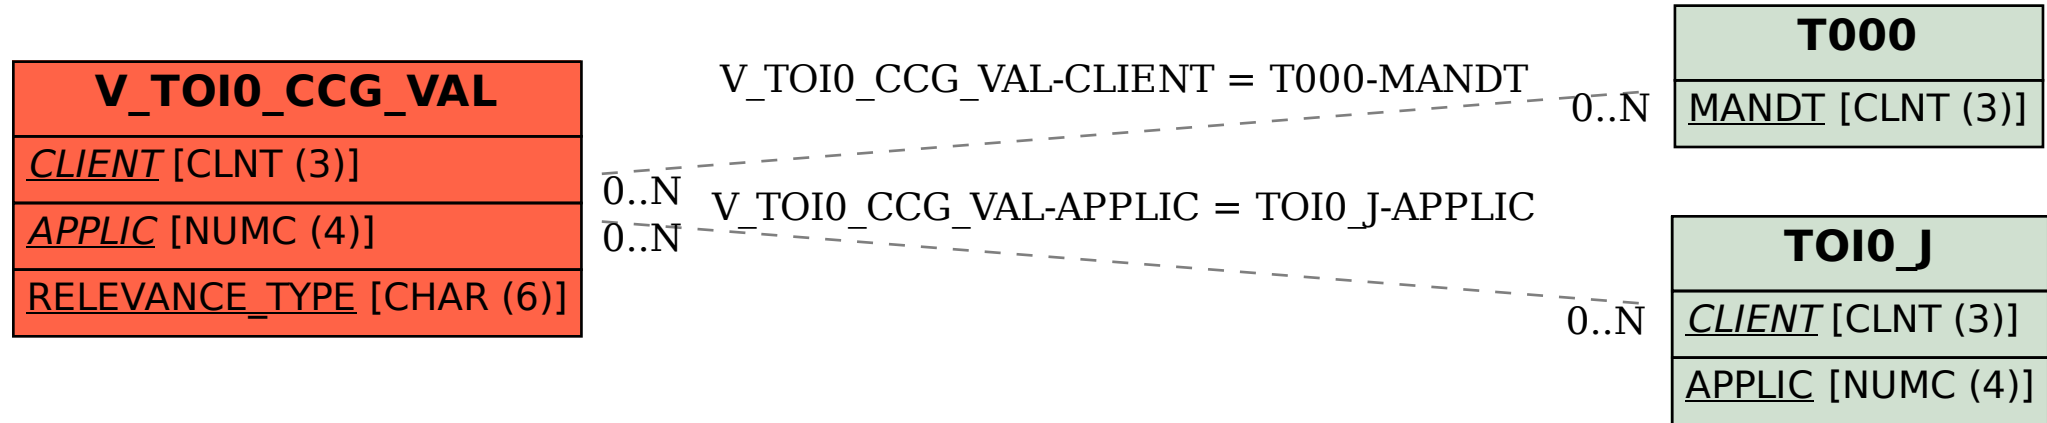 V_TOI0_CCG_VAL
CLIENT [CLNT (3)]
APPLIC [NUMC (4)]
RELEVANCE_TYPE [CHAR (6)]
V_TOI0_CCG_VAL-CLIENT = T000-MANDT
0..N
0..N
V_TOI0_CCG_VAL-APPLIC = TOI0_J-APPLIC
0..N
0..N
T000
MANDT [CLNT (3)]
TOI0_J
CLIENT [CLNT (3)]
APPLIC [NUMC (4)]